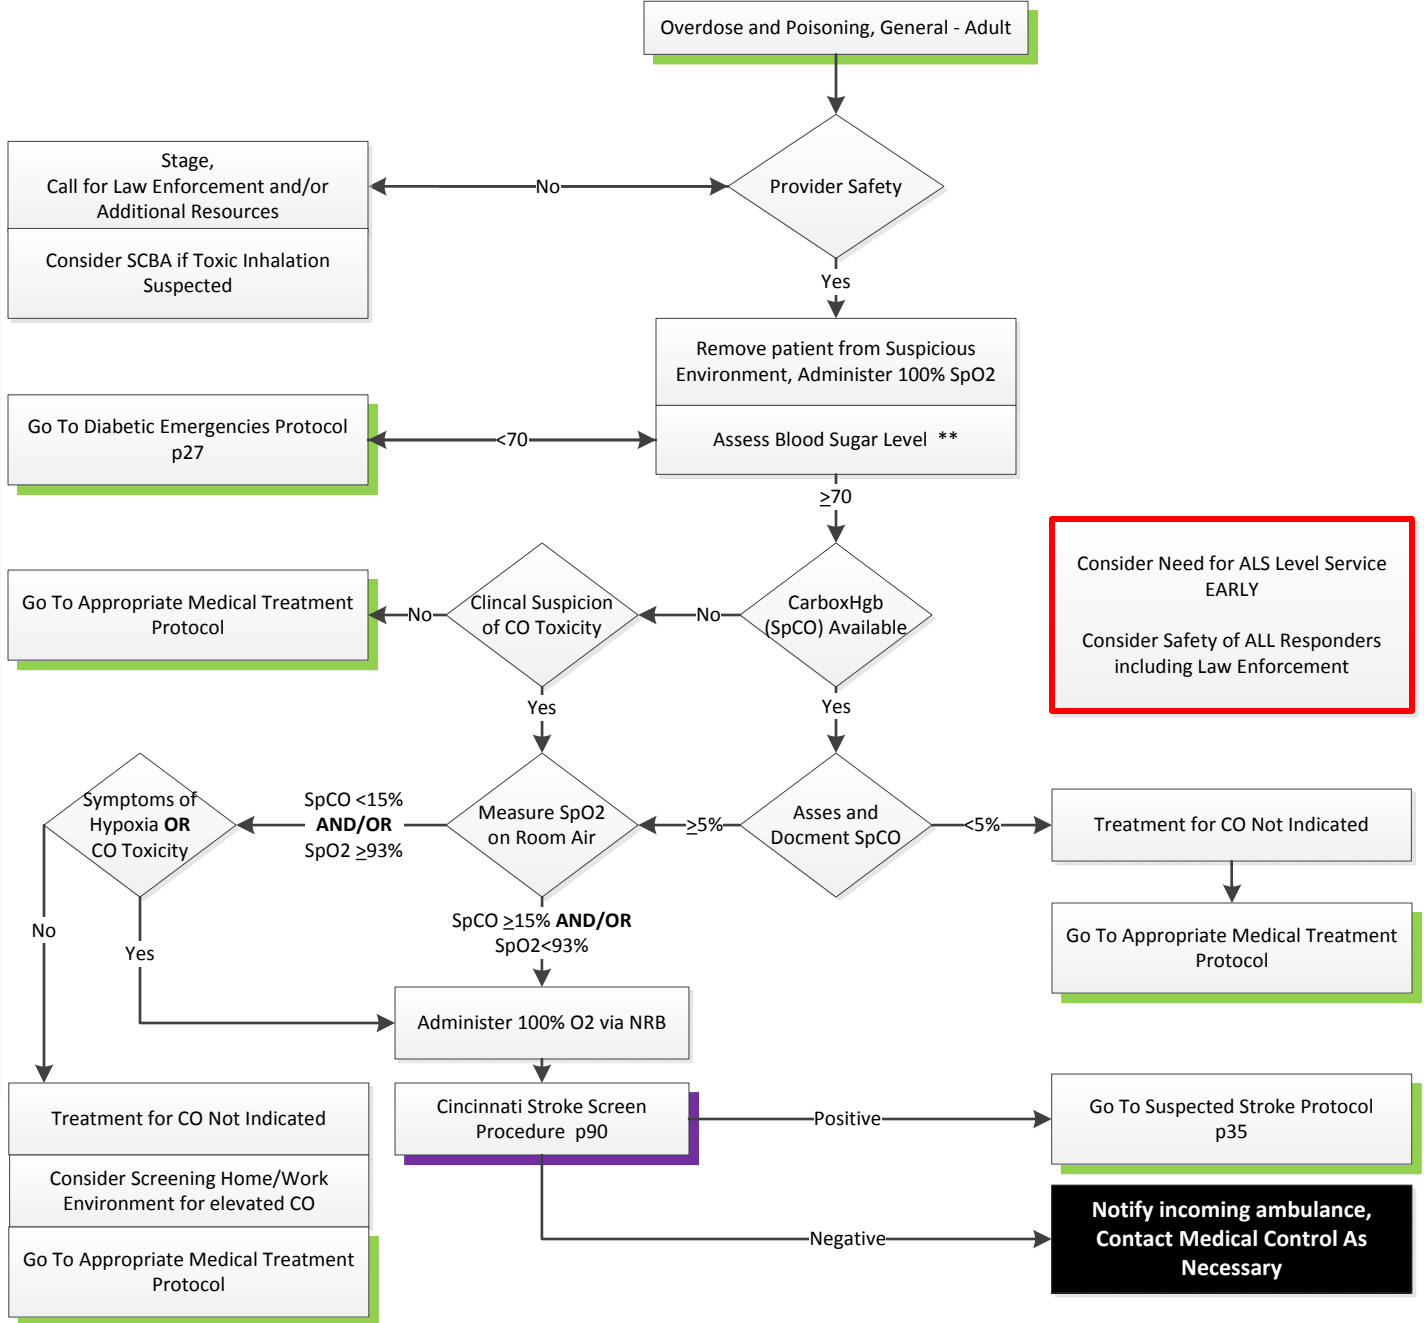 Overdose and Poisoning, General - Adult
Stage,
Call for Law Enforcement and/or
Additional Resources
No
Provider Safety
Consider SCBA if Toxic Inhalation
Suspected
Yes
Remove patient from Suspicious
Environment, Administer 100% SpO2
Go To Diabetic Emergencies Protocol
p27
<70
Assess Blood Sugar Level  **
≥70
Consider Need for ALS Level Service
EARLY
Consider Safety of ALL Responders
including Law Enforcement
Go To Appropriate Medical Treatment
Protocol
No
Clincal Suspicion
of CO Toxicity
No
CarboxHgb
(SpCO) Available
Yes
Yes
Symptoms of
Hypoxia OR
CO Toxicity
SpCO <15%
AND/OR
SpO2 ≥93%
Measure SpO2
on Room Air
≥5%
Asses and
Docment SpCO
<5%
Treatment for CO Not Indicated
No
Yes
SpCO ≥15% AND/OR
SpO2<93%
Go To Appropriate Medical Treatment
Protocol
Administer 100% O2 via NRB
Treatment for CO Not Indicated
Cincinnati Stroke Screen
Procedure  p90
Positive
Go To Suspected Stroke Protocol
p35
Consider Screening Home/Work
Environment for elevated CO
Go To Appropriate Medical Treatment
Protocol
Negative
Notify incoming ambulance,
Contact Medical Control As
Necessary